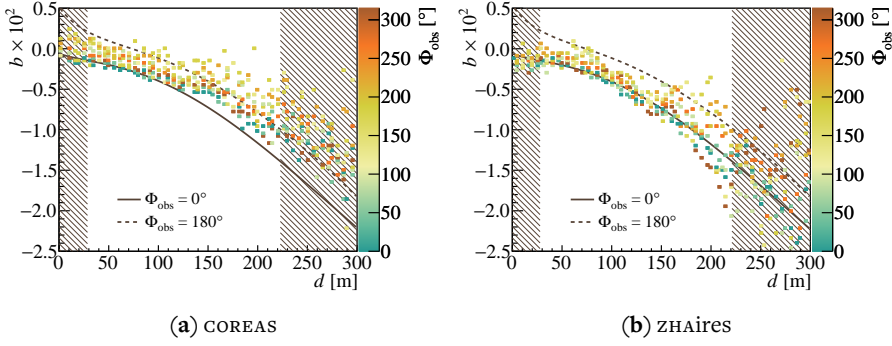 b × 10²
0.5
0.0
−0.5
−1.0
−1.5
−2.0
−2.5
Φobs = 0°
Φobs = 180°
0 50 100 150 200 250 300
d [m]
300
250
200
150
100
50
0
Φobs [°]
(a) COREAS
b × 10²
0.5
0.0
−0.5
−1.0
−1.5
−2.0
−2.5
Φobs = 0°
Φobs = 180°
0 50 100 150 200 250 300
d [m]
300
250
200
150
100
50
0
Φobs [°]
(b) ZHAires